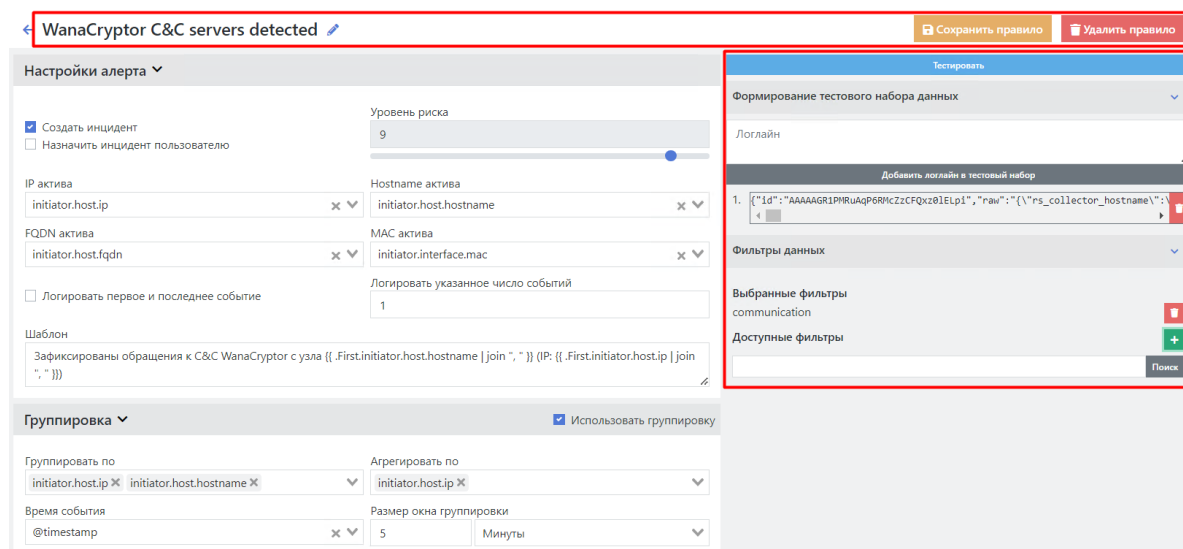 WanaCryptor C&C servers detected
Сохранить правило
Удалить правило
Настройки алерта
Создать инцидент
Назначить инцидент пользователю
Уровень риска
9
IP актива
initiator.host.ip
Hostname актива
initiator.host.hostname
FQDN актива
initiator.host.fqdn
MAC актива
initiator.interface.mac
Логировать первое и последнее событие
Логировать указанное число событий
1
Шаблон
Зафиксированы обращения к C&C WanaCryptor с узла {{ .First.initiator.host.hostname | join ", " }} (IP: {{ .First.initiator.host.ip | join
", " }})
Группировка
Использовать группировку
Группировать по
initiator.host.ip
initiator.host.hostname
Агрегировать по
initiator.host.ip
Время события
@timestamp
Размер окна группировки
5
Минуты
Тестировать
Формирование тестового набора данных
Логлайн
Добавить логлайн в тестовый набор
1. {"id":"AAAAAGRiPMRuAqP6RMcZzCFQxz0lELpi","raw":"{\"rs_collector_hostname\":\
Фильтры данных
Выбранные фильтры
communication
Доступные фильтры
Поиск